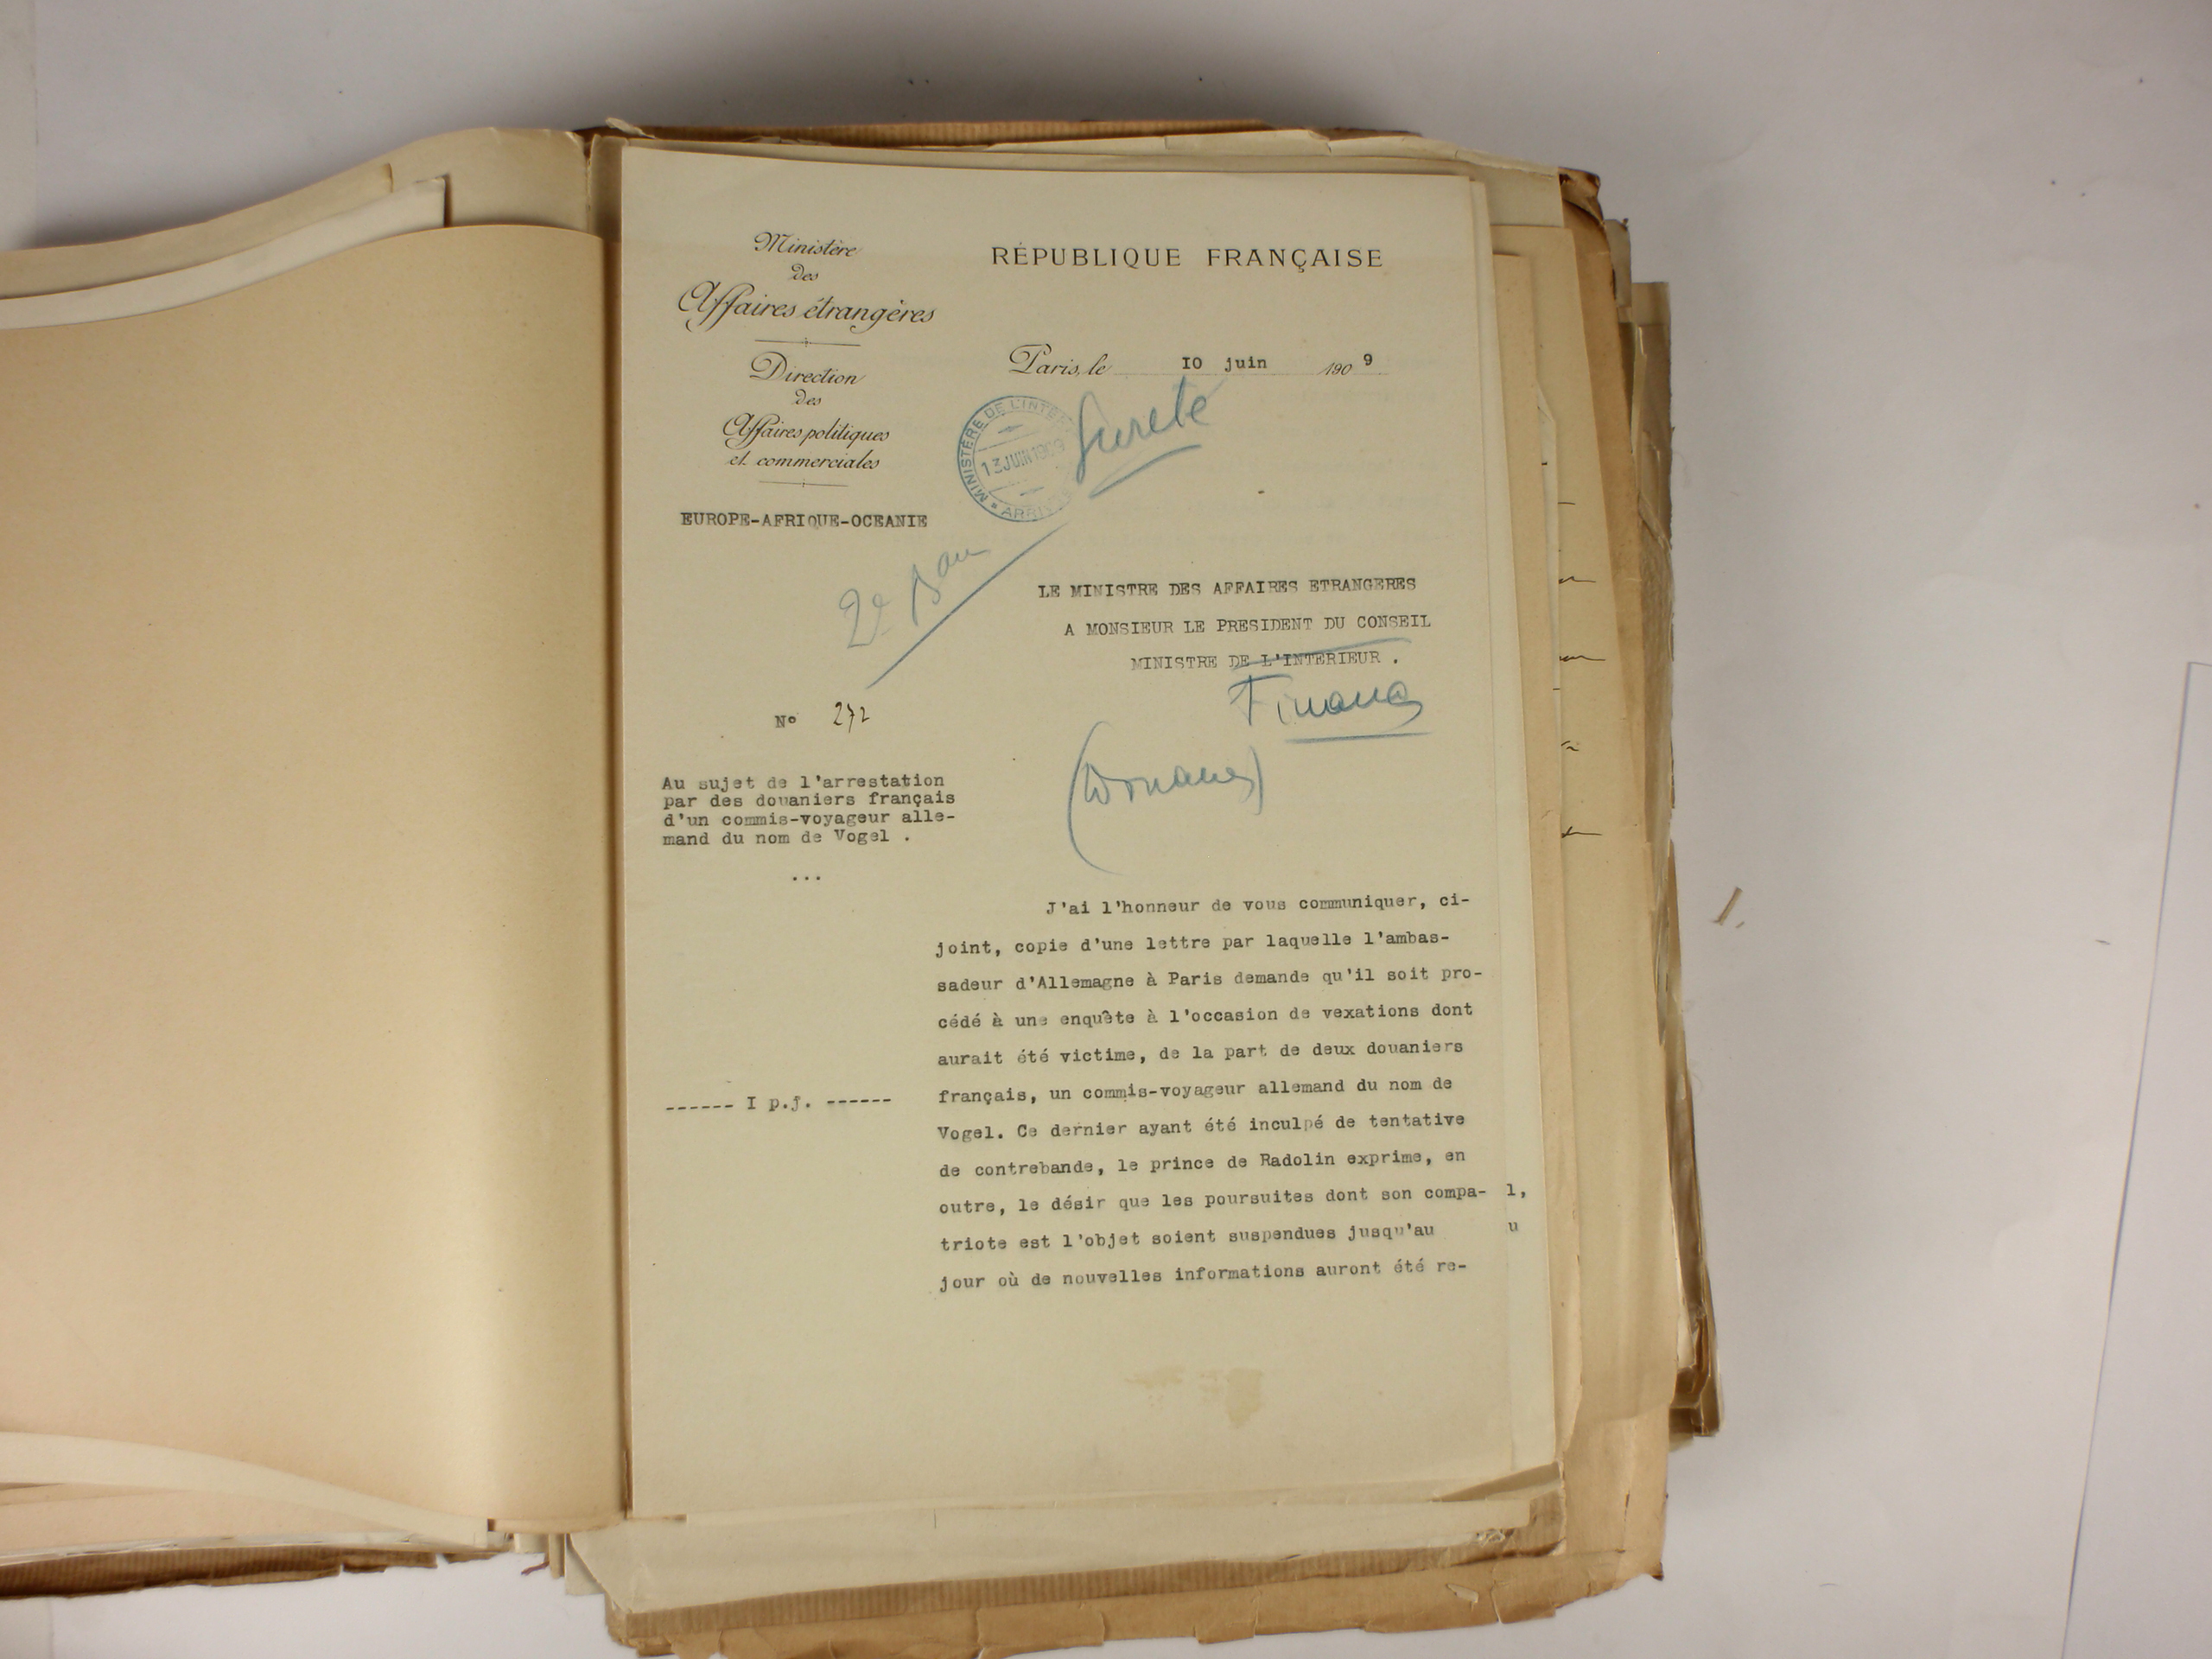 Ministère
des
Affaires étrangères
Direction
des
Affaires politiques
et commerciales
EUROPE-AFRIQUE-OCEANIE
RÉPUBLIQUE FRANÇAISE
Paris, le 10 juin 1909
MINISTÈRE DE L'INTE
13 JUIN 1909
ARRIVÉE
Sureté
2e Bau
LE MINISTRE DES AFFAIRES ETRANGERES
A MONSIEUR LE PRESIDENT DU CONSEIL
MINISTRE DE L'INTERIEUR .
Finances
(Douanes)
N° 272
Au sujet de l'arrestation
par des douaniers français
d'un commis-voyageur alle-
mand du nom de Vogel .
...
J'ai l'honneur de vous communiquer, ci-
joint, copie d'une lettre par laquelle l'ambas-
sadeur d'Allemagne à Paris demande qu'il soit pro-
cédé à une enquête à l'occasion de vexations dont
aurait été victime, de la part de deux douaniers
français, un commis-voyageur allemand du nom de
------ I p.j. ------
Vogel. Ce dernier ayant été inculpé de tentative
de contrebande, le prince de Radolin exprime, en
outre, le désir que les poursuites dont son compa-
triote est l'objet soient suspendues jusqu'au
jour où de nouvelles informations auront été re-
l,
u